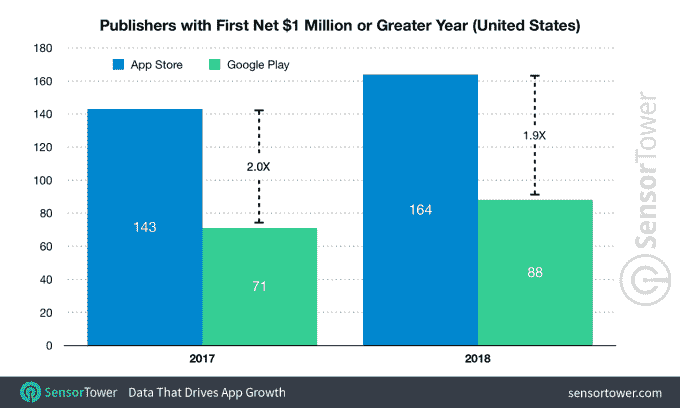 Publishers with First Net $1 Million or Greater Year (United States)
180
App Store
Google Play
160
140
120
100
80
60
40
20
0
2.0X
1.9X
143
71
164
88
2017
2018
SensorTower
SensorTower
Data That Drives App Growth
sensortower.com